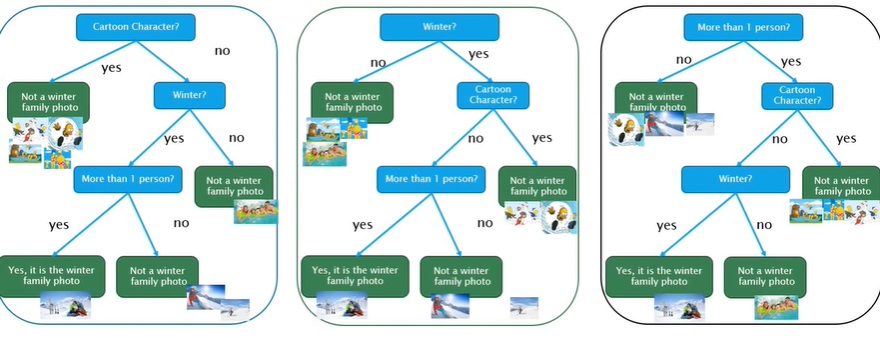 Cartoon Character?
no
yes
Not a winter
family photo
Winter?
yes
no
More than 1 person?
Not a winter
family photo
yes
no
Yes, it is the winter
family photo
Not a winter
family photo
Winter?
no
yes
Not a winter
family photo
Cartoon
Character?
no
yes
More than 1 person?
Not a winter
family photo
yes
no
Yes, it is the winter
family photo
Not a winter
family photo
More than 1 person?
no
yes
Not a winter
family photo
Cartoon
Character?
no
yes
Winter?
Not a winter
family photo
yes
no
Yes, it is the winter
family photo
Not a winter
family photo